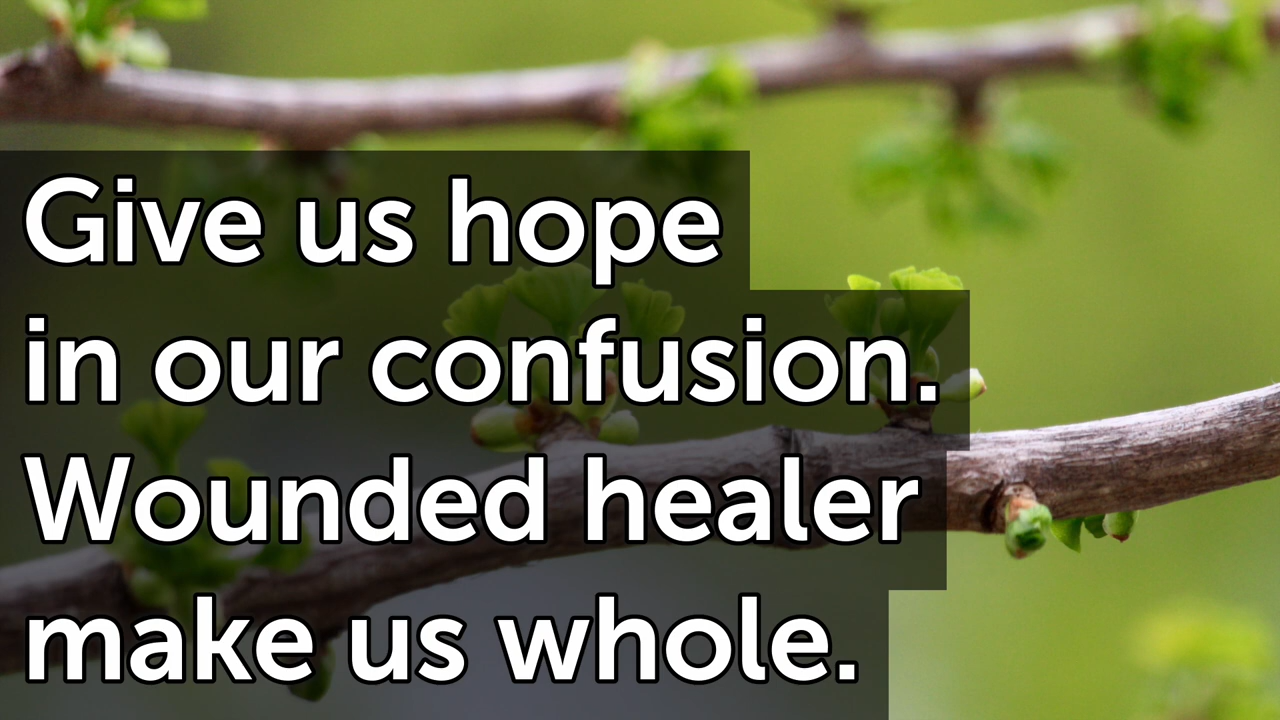 Give us hope
in our confusion.
Wounded healer
make us whole.